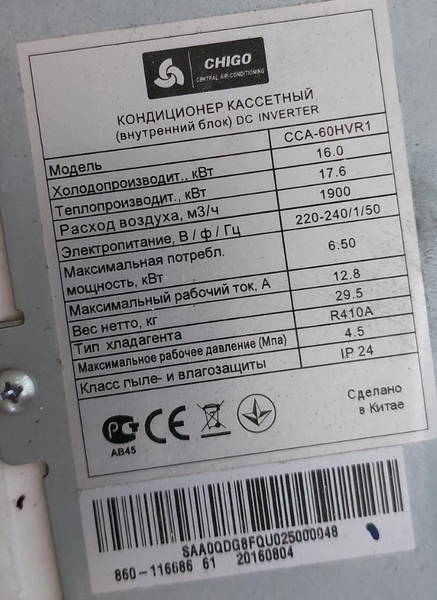 CHIGO
CENTRAL AIR-CONDITIONING
КОНДИЦИОНЕР КАССЕТНЫЙ
(внутренний блок) DC INVERTER
Модель CCA-60HVR1
Холодопроизводит., кВт 16.0
Теплопроизводит., кВт 17.6
Расход воздуха, м3/ч 1900
Электропитание, В / ф / Гц 220-240/1/50
Максимальная потребл.
мощность, кВт 6.50
Максимальный рабочий ток, А 12.8
Вес нетто, кг 29.5
Тип хладагента R410A
Максимальное рабочее давление (Мпа) 4.5
Класс пыле- и влагозащиты IP 24
Сделано
в Китае
РСТ CE
АВ45
SAA0QDG8FQU025000048
860-116686 61 20160804